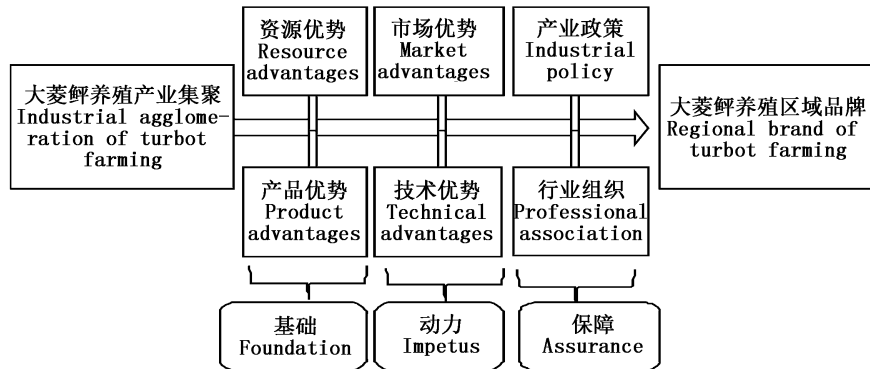 资源优势
Resource
advantages
市场优势
Market
advantages
产业政策
Industrial
policy
大菱鲆养殖产业集聚
Industrial agglome-
ration of turbot
farming
大菱鲆养殖区域品牌
Regional brand of
turbot farming
产品优势
Product
advantages
技术优势
Technical
advantages
行业组织
Professional
association
基础
Foundation
动力
Impetus
保障
Assurance